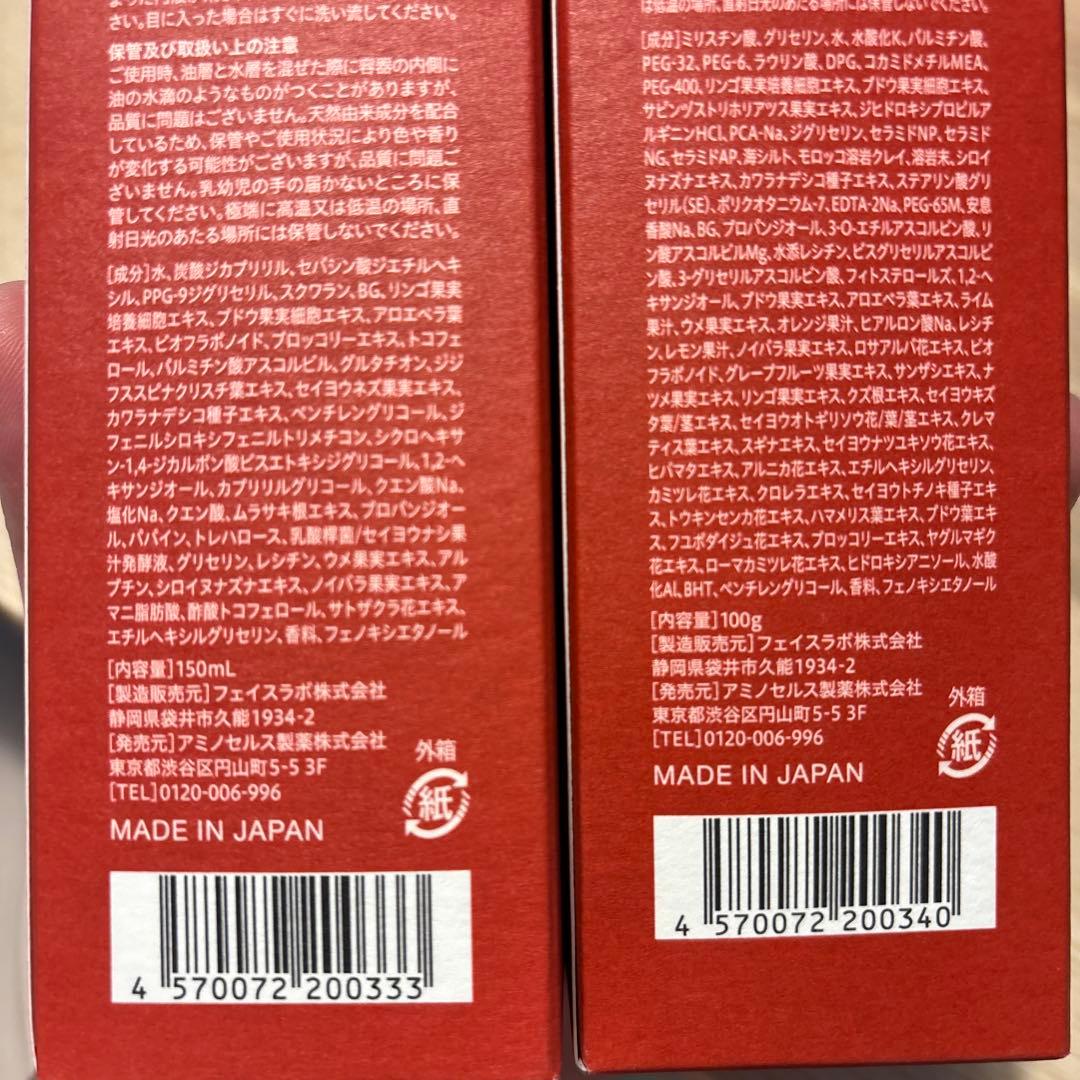 さい。目に入った場合はすぐに洗い流してください。
保管及び取扱い上の注意
ご使用時、油層と水層を混ぜた際に容器の内側に
油の水滴のようなものがつくことがありますが、
品質に問題はございません。天然由来成分を配合
しているため、保管やご使用状況により色や香り
が変化する可能性がございますが、品質に問題ご
ざいません。乳幼児の手の届かないところに保
管してください。極端に高温又は低温の場所、直
射日光のあたる場所には保管しないでください。
[成分]水、炭酸ジカプリリル、セバシン酸ジエチルヘキ
シル、PPG-9ジグリセリル、スクワラン、BG、リンゴ果実
培養細胞エキス、ブドウ果実細胞エキス、アロエベラ葉
エキス、ビオフラボノイド、ブロッコリーエキス、トコフェ
ロール、パルミチン酸アスコルビル、グルタチオン、ジジ
フススピナクリスチ葉エキス、セイヨウネズ果実エキス、
カワラナデシコ種子エキス、ペンチレングリコール、ジ
フェニルシロキシフェニルトリメチコン、シクロヘキサ
ン-1,4-ジカルボン酸ビスエトキシジグリコール、1,2-ヘ
キサンジオール、カプリリルグリコール、クエン酸Na、
塩化Na、クエン酸、ムラサキ根エキス、プロパンジオー
ル、パパイン、トレハロース、乳酸桿菌/セイヨウナシ果
汁発酵液、グリセリン、レシチン、ウメ果実エキス、アル
ブチン、シロイヌナズナエキス、ノイバラ果実エキス、ア
マニ脂肪酸、酢酸トコフェロール、サトザクラ花エキス、
エチルヘキシルグリセリン、香料、フェノキシエタノール
[内容量]150mL
[製造販売元]フェイスラボ株式会社
静岡県袋井市久能1934-2
[発売元]アミノセルス製薬株式会社
東京都渋谷区円山町5-5 3F
[TEL]0120-006-996
外箱
紙
MADE IN JAPAN
4 570072 200333
は低温の場所、直射日光のあたる場所には保管しないでください。
[成分]ミリスチン酸、グリセリン、水、水酸化K、パルミチン酸、
PEG-32、PEG-6、ラウリン酸、DPG、コカミドメチルMEA、
PEG-400、リンゴ果実培養細胞エキス、ブドウ果実細胞エキス、
サピンヅストリホリアツス果実エキス、ジヒドロキシプロピルア
ルギニンHCl、PCA-Na、ジグリセリン、セラミドNP、セラミド
NG、セラミドAP、海シルト、モロッコ溶岩クレイ、溶岩末、シロイ
ヌナズナエキス、カワラナデシコ種子エキス、ステアリン酸グリ
セリル(SE)、ポリクオタニウム-7、EDTA-2Na、PEG-65M、安息
香酸Na、BG、プロパンジオール、3-O-エチルアスコルビン酸、リ
ン酸アスコルビルMg、水添レシチン、ビスグリセリルアスコルビ
ン酸、3-グリセリルアスコルビン酸、フィトステロールズ、1,2-ヘ
キサンジオール、ブドウ果実エキス、アロエベラ葉エキス、ライム
果汁、ウメ果実エキス、オレンジ果汁、ヒアルロン酸Na、レシチ
ン、レモン果汁、ノイバラ果実エキス、ロサアルバ花エキス、ビオ
フラボノイド、グレープフルーツ果実エキス、サンザシエキス、ナ
ツメ果実エキス、リンゴ果実エキス、クズ根エキス、セイヨウキズ
タ葉/茎エキス、セイヨウオトギリソウ花/葉/茎エキス、クレマ
ティス葉エキス、スギナエキス、セイヨウナツユキソウ花エキス、
ヒバマタエキス、アルニカ花エキス、エチルヘキシルグリセリン、
カミツレ花エキス、クロレラエキス、セイヨウトチノキ種子エキ
ス、トウキンセンカ花エキス、ハマメリス葉エキス、ブドウ葉エキ
ス、フユボダイジュ花エキス、ブロッコリーエキス、ヤグルマギク
花エキス、ローマカミツレ花エキス、ヒドロキシアニソール、水酸
化Al、BHT、ペンチレングリコール、香料、フェノキシエタノール
[内容量]100g
[製造販売元]フェイスラボ株式会社
静岡県袋井市久能1934-2
[発売元]アミノセルス製薬株式会社
東京都渋谷区円山町5-5 3F
[TEL]0120-006-996
外箱
紙
MADE IN JAPAN
4 570072 200340